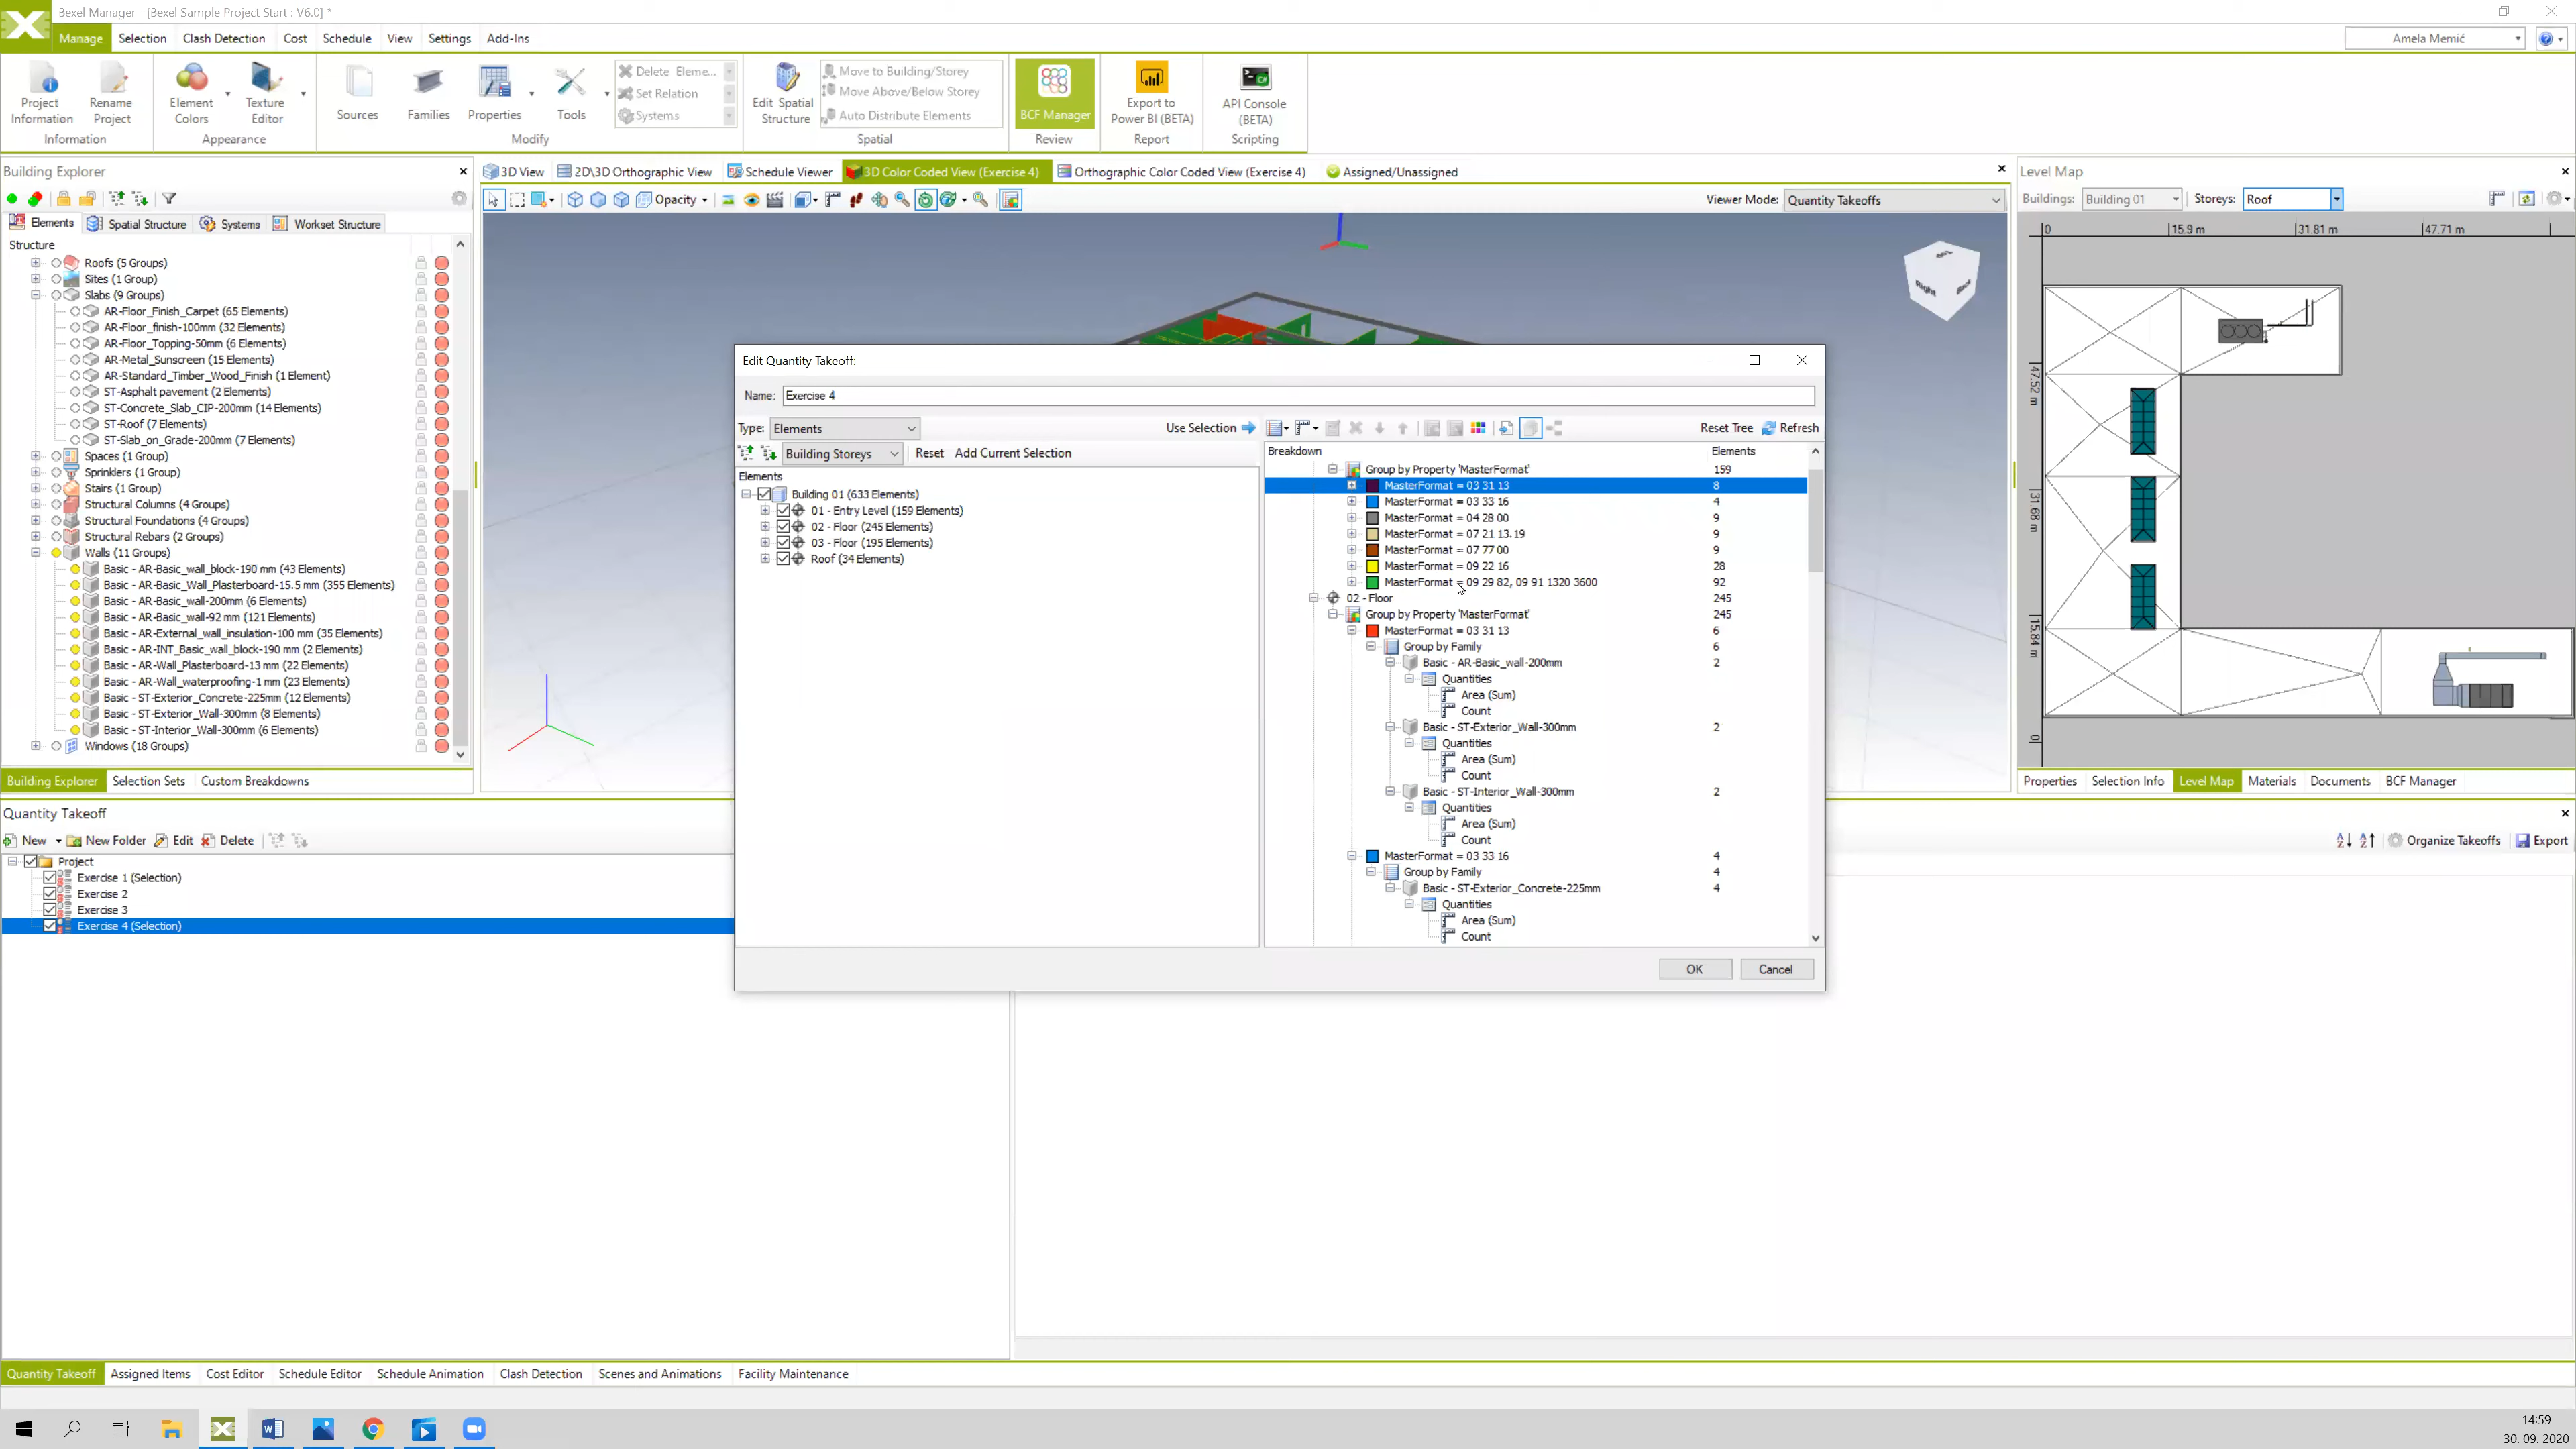 Bexel Manager - [Bexel Sample Project Start : V6.0] *
Manage Selection Clash Detection Cost Schedule View Settings Add-Ins
Amela Memić
Project Information
Rename Project
Information
Element Colors
Texture Editor
Appearance
Sources
Families
Properties
Tools
Delete Eleme...
Set Relation
Systems
Modify
Edit Spatial Structure
Move to Building/Storey
Move Above/Below Storey
Auto Distribute Elements
Spatial
BCF Manager
Review
Export to Power BI (BETA)
Report
API Console (BETA)
Scripting
Building Explorer
Elements Spatial Structure Systems Workset Structure
Structure
Roofs (5 Groups)
Sites (1 Group)
Slabs (9 Groups)
AR-Floor_Finish_Carpet (65 Elements)
AR-Floor_finish-100mm (32 Elements)
AR-Floor_Topping-50mm (6 Elements)
AR-Metal_Sunscreen (15 Elements)
AR-Standard_Timber_Wood_Finish (1 Element)
ST-Asphalt pavement (2 Elements)
ST-Concrete_Slab_CIP-200mm (14 Elements)
ST-Roof (7 Elements)
ST-Slab_on_Grade-200mm (7 Elements)
Spaces (1 Group)
Sprinklers (1 Group)
Stairs (1 Group)
Structural Columns (4 Groups)
Structural Foundations (4 Groups)
Structural Rebars (2 Groups)
Walls (11 Groups)
Basic - AR-Basic_wall_block-190 mm (43 Elements)
Basic - AR-Basic_Wall_Plasterboard-15.5 mm (355 Elements)
Basic - AR-Basic_wall-200mm (6 Elements)
Basic - AR-Basic_wall-92 mm (121 Elements)
Basic - AR-External_wall_insulation-100 mm (35 Elements)
Basic - AR-INT_Basic_wall_block-190 mm (2 Elements)
Basic - AR-Wall_Plasterboard-13 mm (22 Elements)
Basic - AR-Wall_waterproofing-1 mm (23 Elements)
Basic - ST-Exterior_Concrete-225mm (12 Elements)
Basic - ST-Exterior_Wall-300mm (8 Elements)
Basic - ST-Interior_Wall-300mm (6 Elements)
Windows (18 Groups)
Building Explorer Selection Sets Custom Breakdowns
3D View 2D\3D Orthographic View Schedule Viewer 3D Color Coded View (Exercise 4) Orthographic Color Coded View (Exercise 4) Assigned/Unassigned
Opacity
Viewer Mode: Quantity Takeoffs
Right
Back
Level Map
Buildings: Building 01 Storeys: Roof
0 15.9 m 31.81 m 47.71 m
47.52 m
31.68 m
15.84 m
0
Properties Selection Info Level Map Materials Documents BCF Manager
Edit Quantity Takeoff:
Name: Exercise 4
Type: Elements
Use Selection
Reset Tree Refresh
Building Storeys Reset Add Current Selection
Elements
Building 01 (633 Elements)
01 - Entry Level (159 Elements)
02 - Floor (245 Elements)
03 - Floor (195 Elements)
Roof (34 Elements)
Breakdown Elements
Group by Property 'MasterFormat' 159
MasterFormat = 03 31 13 8
MasterFormat = 03 33 16 4
MasterFormat = 04 28 00 9
MasterFormat = 07 21 13.19 9
MasterFormat = 07 77 00 9
MasterFormat = 09 22 16 28
MasterFormat = 09 29 82, 09 91 1320 3600 92
02 - Floor 245
Group by Property 'MasterFormat' 245
MasterFormat = 03 31 13 6
Group by Family 6
Basic - AR-Basic_wall-200mm 2
Quantities
Area (Sum)
Count
Basic - ST-Exterior_Wall-300mm 2
Quantities
Area (Sum)
Count
Basic - ST-Interior_Wall-300mm 2
Quantities
Area (Sum)
Count
MasterFormat = 03 33 16 4
Group by Family 4
Basic - ST-Exterior_Concrete-225mm 4
Quantities
Area (Sum)
Count
OK Cancel
Quantity Takeoff
New New Folder Edit Delete
Organize Takeoffs Export
Project
Exercise 1 (Selection)
Exercise 2
Exercise 3
Exercise 4 (Selection)
Quantity Takeoff Assigned Items Cost Editor Schedule Editor Schedule Animation Clash Detection Scenes and Animations Facility Maintenance
14:59
30. 09. 2020